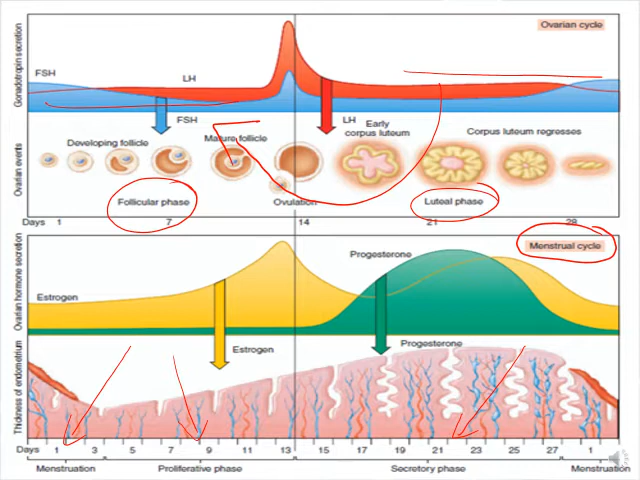 Ovarian cycle
Gonadotropin secretion
FSH
LH
FSH
LH
Ovarian events
Developing follicle
Mature follicle
Early
corpus luteum
Corpus luteum regresses
Follicular phase
Ovulation
Luteal phase
Days 1 7 14 21 28
Menstrual cycle
Ovarian hormone secretion
Estrogen
Progesterone
Estrogen
Progesterone
Thickness of endometrium
Days 1 3 5 7 9 11 13 15 17 19 21 23 25 27 1
Menstruation Proliferative phase Secretory phase Menstruation